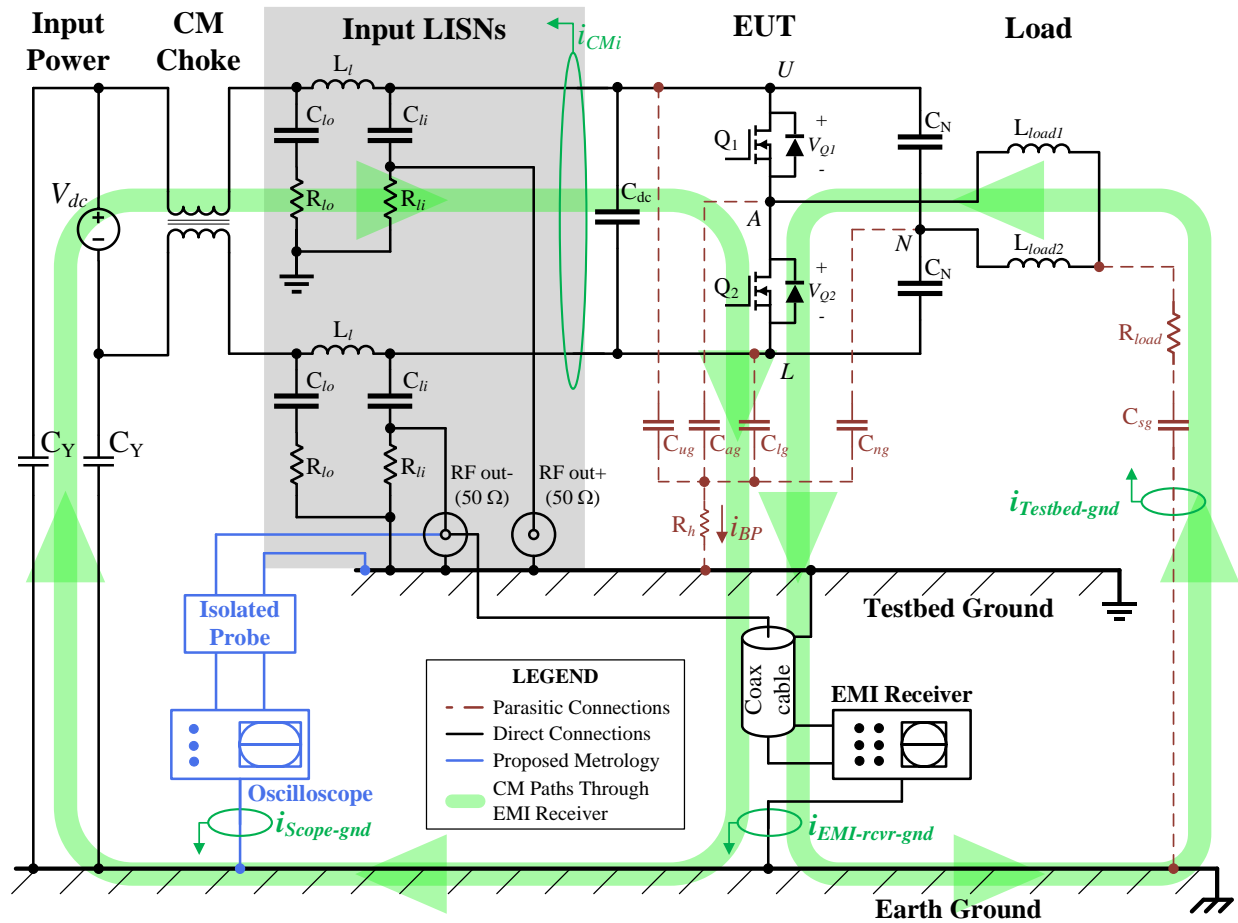 Input Power
CM Choke
Input LISNs
EUT
Load
i_CMi
L_l
C_lo
C_li
R_lo
R_li
V_dc
+
−
C_dc
U
Q_1
+
V_Q1
-
A
Q_2
+
V_Q2
-
L
C_N
N
C_N
L_load1
L_load2
R_load
C_sg
L_l
C_lo
C_li
R_lo
R_li
C_Y
C_Y
RF out-
(50 Ω)
RF out+
(50 Ω)
C_ug
C_ag
C_lg
C_ng
R_h
i_BP
i_Testbed-gnd
Testbed Ground
Isolated
Probe
Oscilloscope
i_Scope-gnd
LEGEND
Parasitic Connections
Direct Connections
Proposed Metrology
CM Paths Through
EMI Receiver
Coax
cable
EMI Receiver
i_EMI-rcvr-gnd
Earth Ground